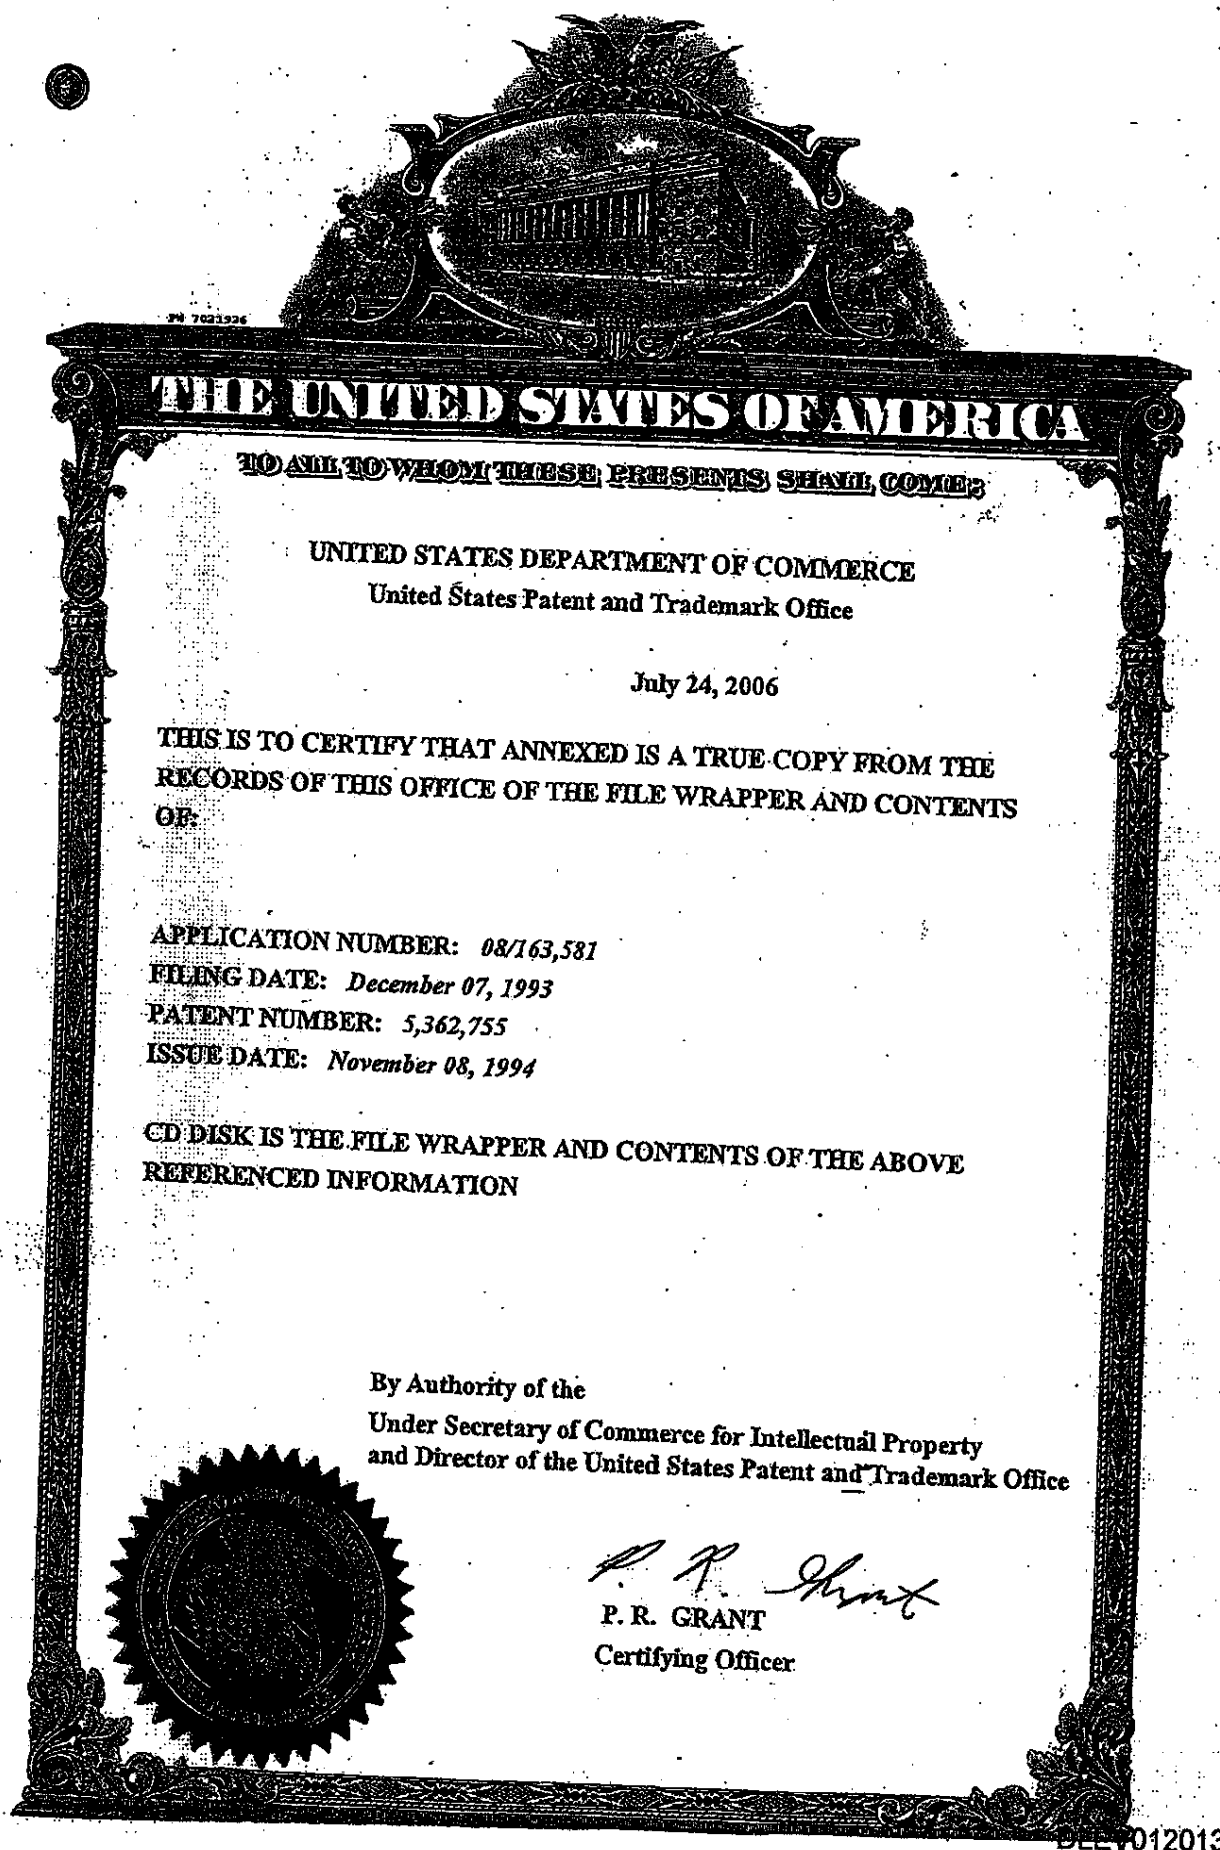 THE UNITED STATES OF AMERICA
TO ALL TO WHOM THESE PRESENTS SHALL COME:
UNITED STATES DEPARTMENT OF COMMERCE
United States Patent and Trademark Office
July 24, 2006
THIS IS TO CERTIFY THAT ANNEXED IS A TRUE COPY FROM THE
RECORDS OF THIS OFFICE OF THE FILE WRAPPER AND CONTENTS
OF:
APPLICATION NUMBER: 08/163,581
FILING DATE: December 07, 1993
PATENT NUMBER: 5,362,755
ISSUE DATE: November 08, 1994
CD DISK IS THE FILE WRAPPER AND CONTENTS OF THE ABOVE
REFERENCED INFORMATION
By Authority of the
Under Secretary of Commerce for Intellectual Property
and Director of the United States Patent and Trademark Office
P. R. Grant
P. R. GRANT
Certifying Officer